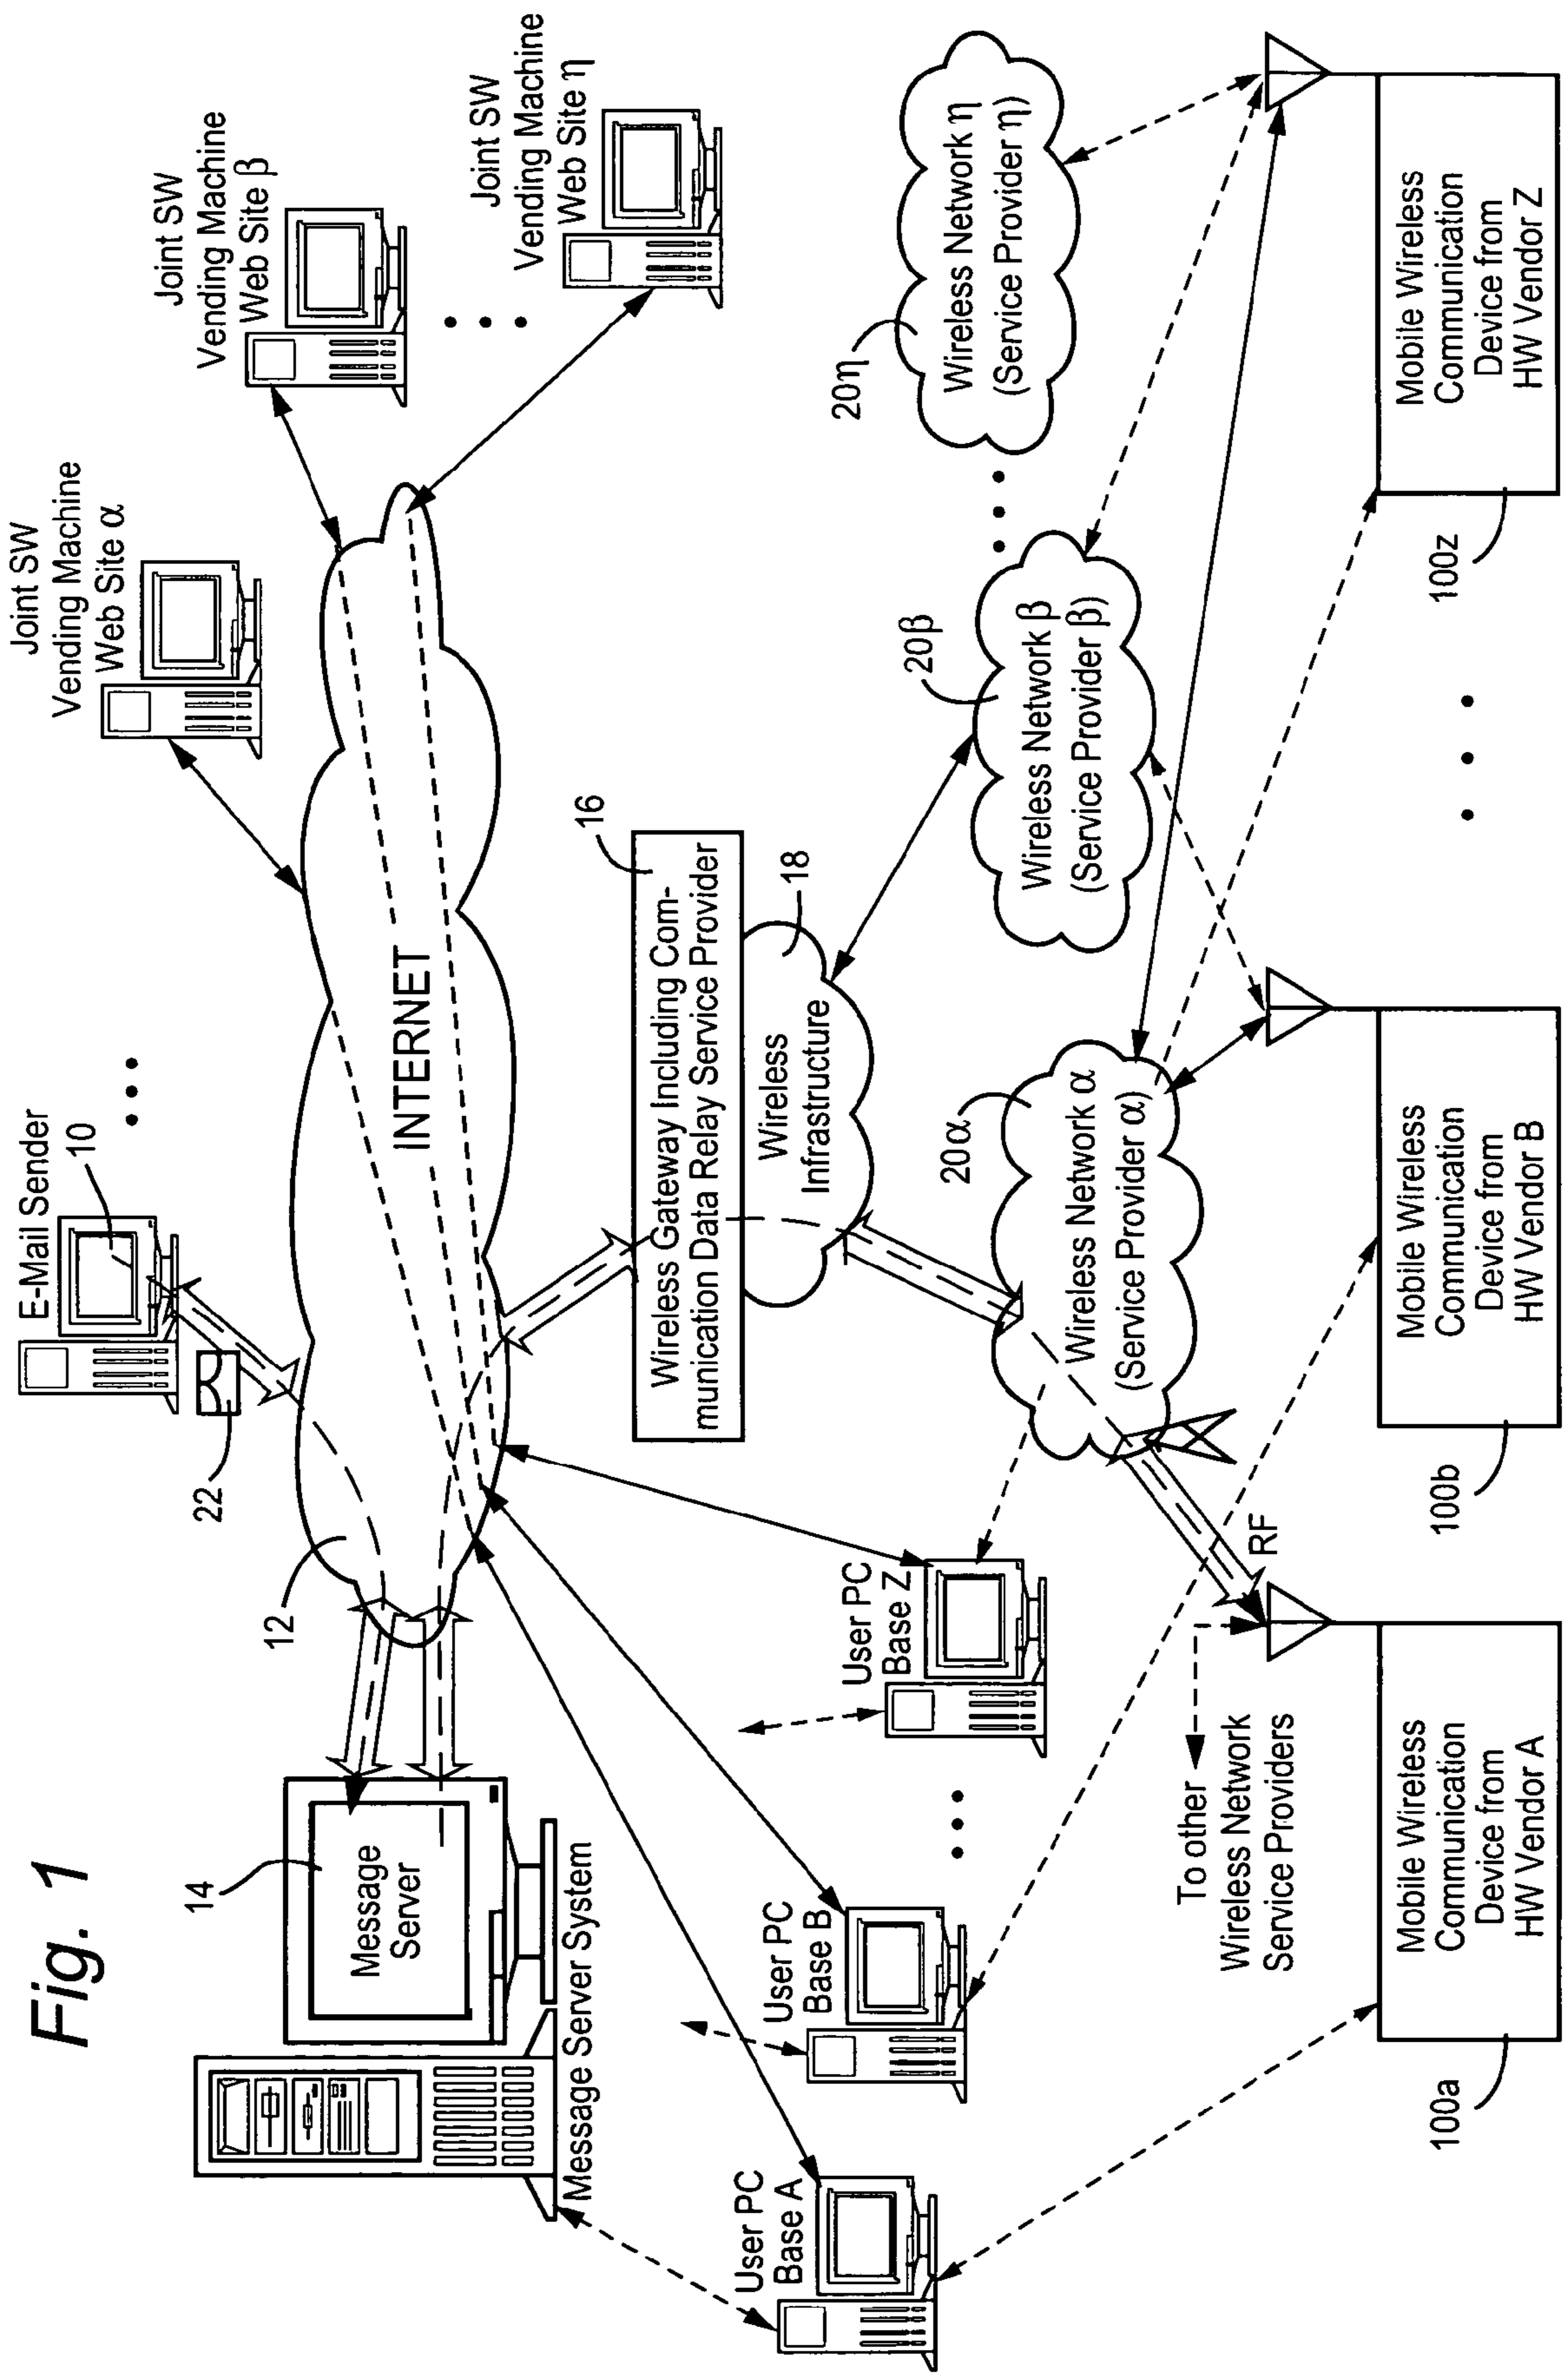 Fig. 1
E-Mail Sender
10
22
12
14
Message
Server
Message Server System
INTERNET
Joint SW
Vending Machine
Web Site α
Joint SW
Vending Machine
Web Site β
Joint SW
Vending Machine
Web Site η
16
Wireless Gateway Including Com-
munication Data Relay Service Provider
18
Wireless
Infrastructure
User PC
Base A
User PC
Base B
User PC
Base Z
20α
Wireless Network α
(Service Provider α)
20β
Wireless Network β
(Service Provider β)
20η
Wireless Network η
(Service Provider η)
To other
Wireless Network
Service Providers
RF
Mobile Wireless
Communication
Device from
HW Vendor A
100a
Mobile Wireless
Communication
Device from
HW Vendor B
100b
Mobile Wireless
Communication
Device from
HW Vendor Z
100z